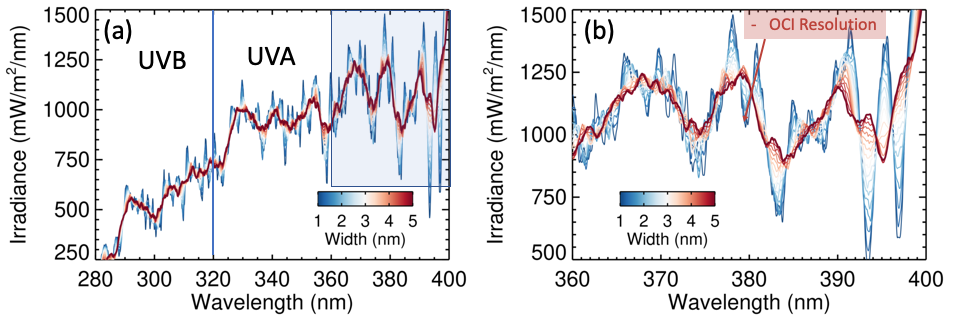 (a)
UVB
UVA
Irradiance (mW/m²/nm)
1500
1250
1000
750
500
250
280
300
320
340
360
380
400
Wavelength (nm)
1 2 3 4 5
Width (nm)
(b)
- OCI Resolution
Irradiance (mW/m²/nm)
1500
1250
1000
750
500
360
370
380
390
400
Wavelength (nm)
1 2 3 4 5
Width (nm)